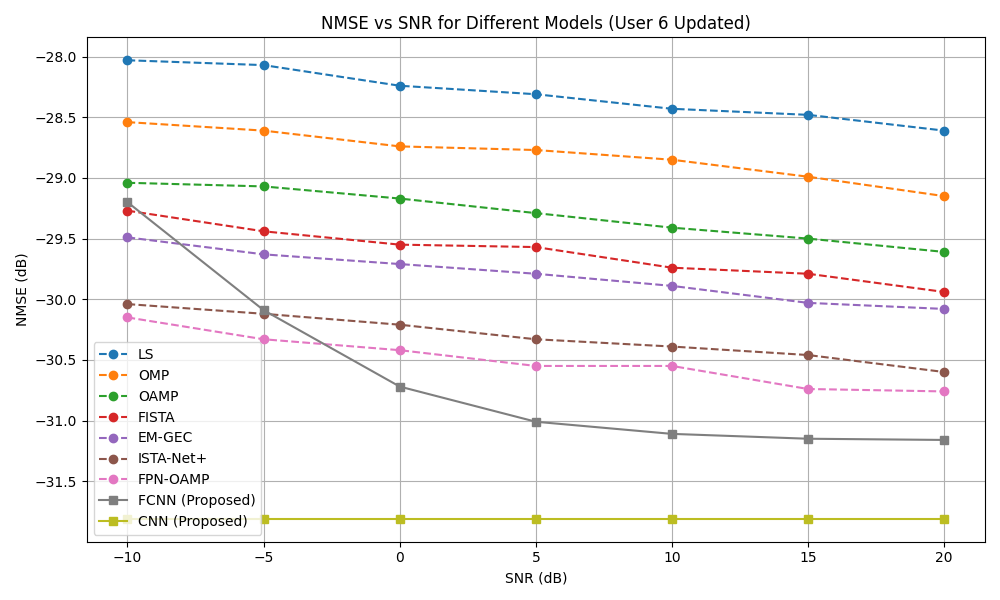 NMSE vs SNR for Different Models (User 6 Updated)
NMSE (dB)
−28.0
−28.5
−29.0
−29.5
−30.0
−30.5
−31.0
−31.5
LS
OMP
OAMP
FISTA
EM-GEC
ISTA-Net+
FPN-OAMP
FCNN (Proposed)
CNN (Proposed)
−10 −5 0 5 10 15 20
SNR (dB)